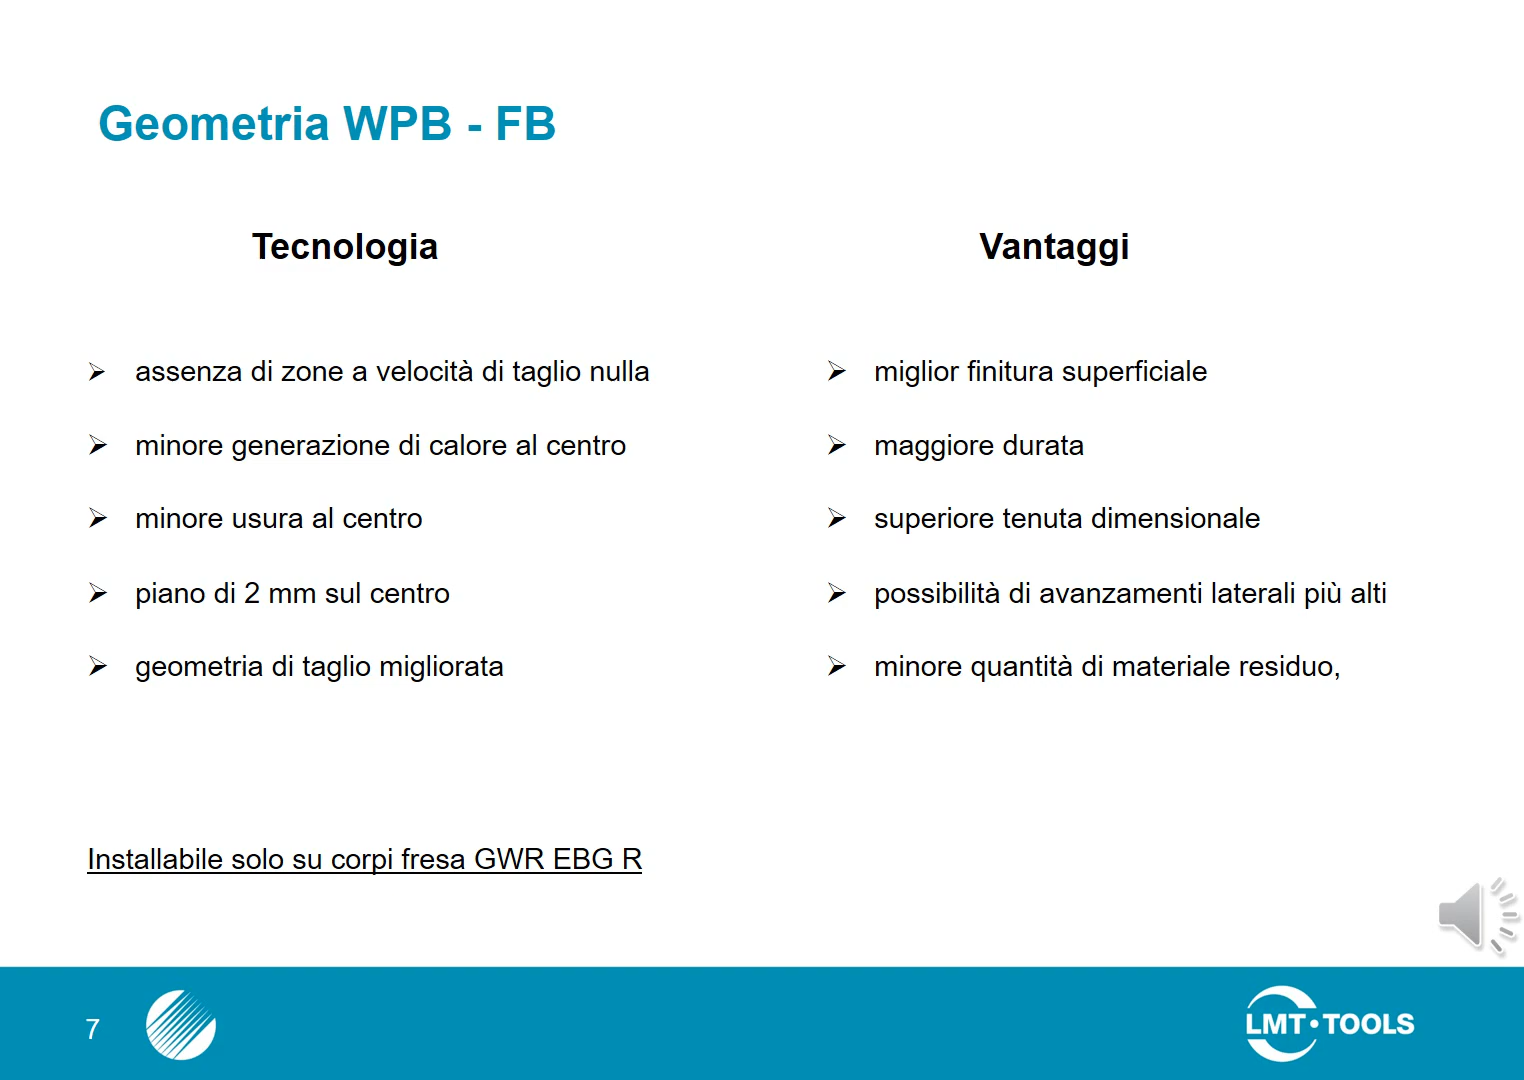 Geometria WPB - FB
Tecnologia
assenza di zone a velocità di taglio nulla
minore generazione di calore al centro
minore usura al centro
piano di 2 mm sul centro
geometria di taglio migliorata
Vantaggi
miglior finitura superficiale
maggiore durata
superiore tenuta dimensionale
possibilità di avanzamenti laterali più alti
minore quantità di materiale residuo,
Installabile solo su corpi fresa GWR EBG R
7
LMT•TOOLS